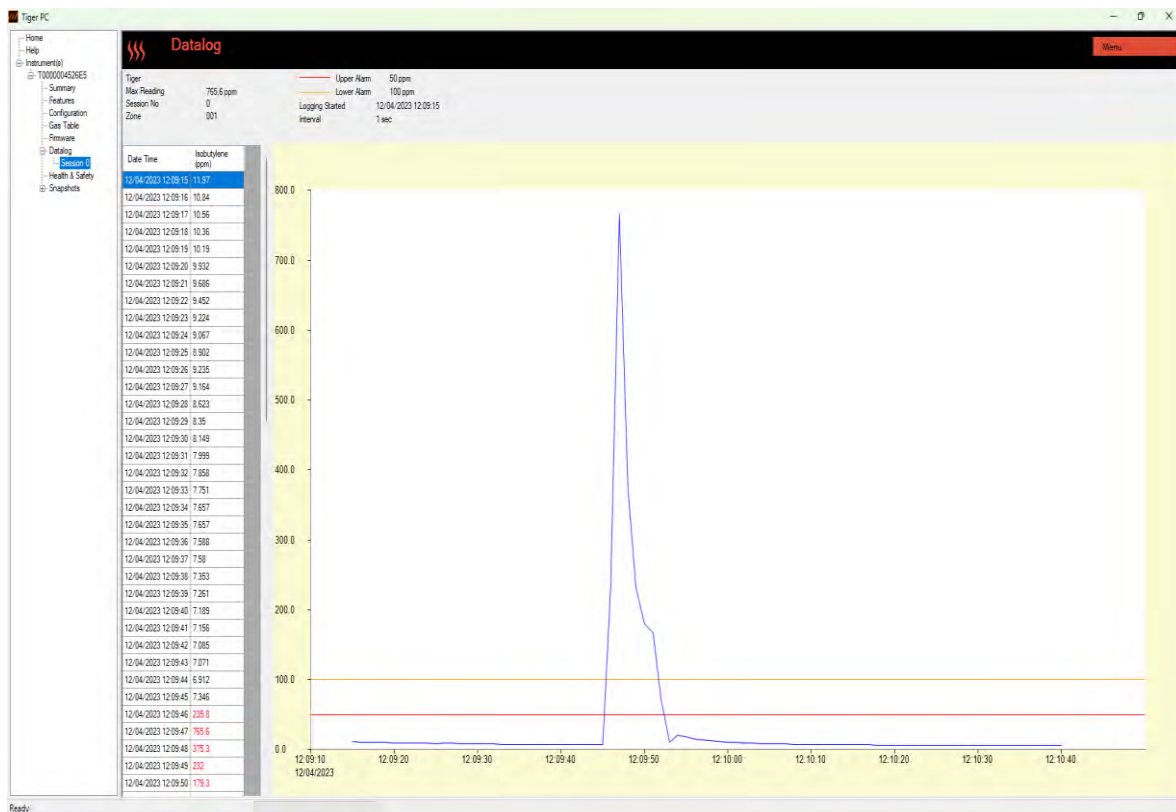 Tiger PC
Home
Help
Instrument(s)
T0000004526E5
Summary
Features
Configuration
Gas Table
Firmware
Datalog
Session 0
Health & Safety
Snapshots
Datalog
Menu
Tiger
Max Reading 765.6 ppm
Session No 0
Zone 001
Upper Alarm 50 ppm
Lower Alarm 100 ppm
Logging Started 12/04/2023 12:09:15
Interval 1 sec
Date Time Isobutylene (ppm)
12/04/2023 12:09:15 11.97
12/04/2023 12:09:16 10.84
12/04/2023 12:09:17 10.56
12/04/2023 12:09:18 10.36
12/04/2023 12:09:19 10.19
12/04/2023 12:09:20 9.932
12/04/2023 12:09:21 9.686
12/04/2023 12:09:22 9.452
12/04/2023 12:09:23 9.224
12/04/2023 12:09:24 9.067
12/04/2023 12:09:25 8.902
12/04/2023 12:09:26 9.235
12/04/2023 12:09:27 9.164
12/04/2023 12:09:28 8.623
12/04/2023 12:09:29 8.35
12/04/2023 12:09:30 8.149
12/04/2023 12:09:31 7.999
12/04/2023 12:09:32 7.858
12/04/2023 12:09:33 7.751
12/04/2023 12:09:34 7.657
12/04/2023 12:09:35 7.657
12/04/2023 12:09:36 7.588
12/04/2023 12:09:37 7.58
12/04/2023 12:09:38 7.353
12/04/2023 12:09:39 7.261
12/04/2023 12:09:40 7.189
12/04/2023 12:09:41 7.156
12/04/2023 12:09:42 7.085
12/04/2023 12:09:43 7.071
12/04/2023 12:09:44 6.912
12/04/2023 12:09:45 7.346
12/04/2023 12:09:46 235.8
12/04/2023 12:09:47 765.6
12/04/2023 12:09:48 375.3
12/04/2023 12:09:49 232
12/04/2023 12:09:50 179.3
800.0
700.0
600.0
500.0
400.0
300.0
200.0
100.0
0.0
12:09:10 12:09:20 12:09:30 12:09:40 12:09:50 12:10:00 12:10:10 12:10:20 12:10:30 12:10:40
12/04/2023
Ready